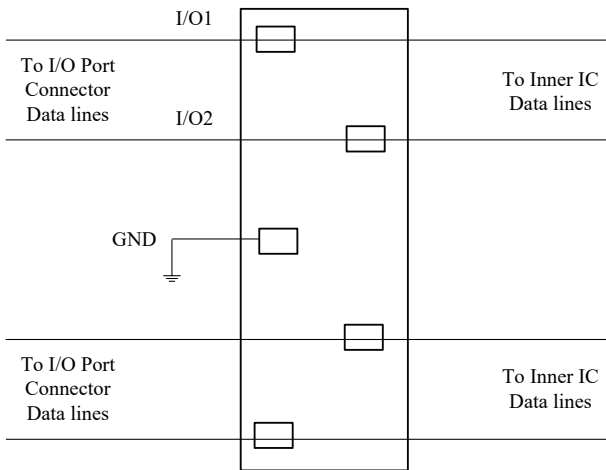 I/O1
To I/O Port
Connector
Data lines
To Inner IC
Data lines
I/O2
GND
To I/O Port
Connector
Data lines
To Inner IC
Data lines